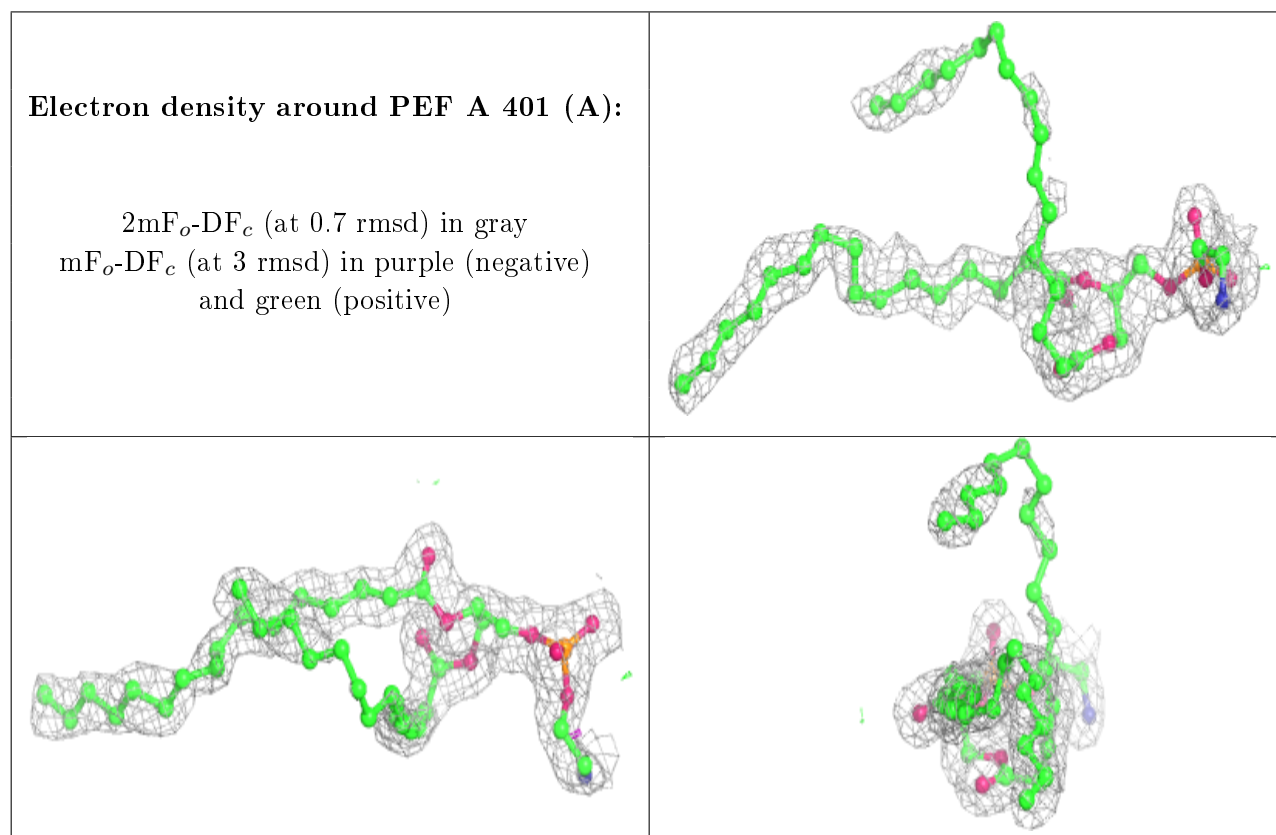 Electron density around PEF A 401 (A):
2mFo-DFc (at 0.7 rmsd) in gray
mFo-DFc (at 3 rmsd) in purple (negative)
and green (positive)